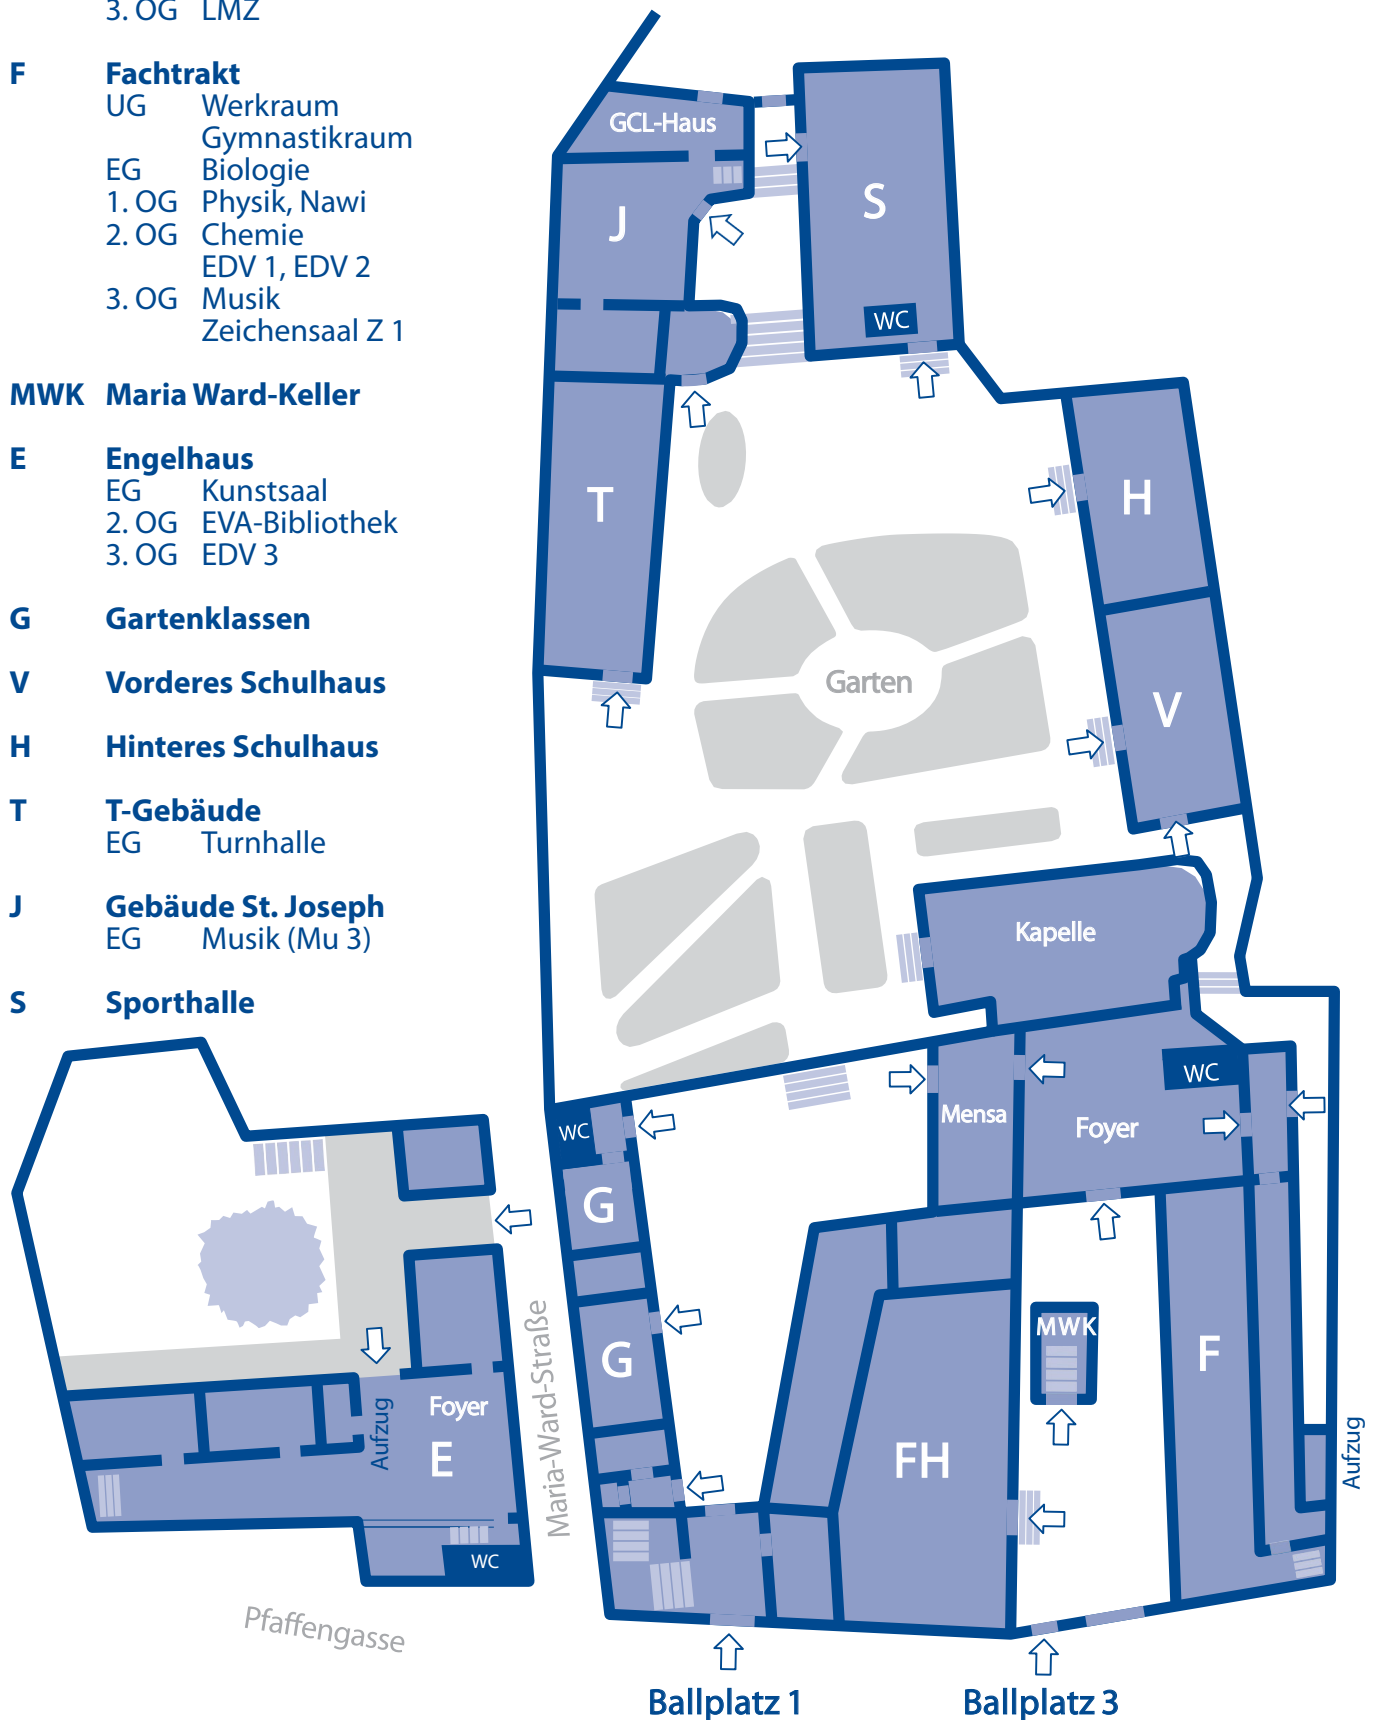 3. OG LMZ
F Fachtrakt
UG Werkraum
Gymnastikraum
EG Biologie
1. OG Physik, Nawi
2. OG Chemie
EDV 1, EDV 2
3. OG Musik
Zeichensaal Z 1
MWK Maria Ward-Keller
E Engelhaus
EG Kunstsaal
2. OG EVA-Bibliothek
3. OG EDV 3
G Gartenklassen
V Vorderes Schulhaus
H Hinteres Schulhaus
T T-Gebäude
EG Turnhalle
J Gebäude St. Joseph
EG Musik (Mu 3)
S Sporthalle
GCL-Haus
J
S
WC
T
H
Garten
V
Kapelle
WC
Mensa
Foyer
WC
G
G
MWK
F
FH
Aufzug
Foyer
E
Aufzug
WC
Maria-Ward-Straße
Pfaffengasse
Ballplatz 1
Ballplatz 3